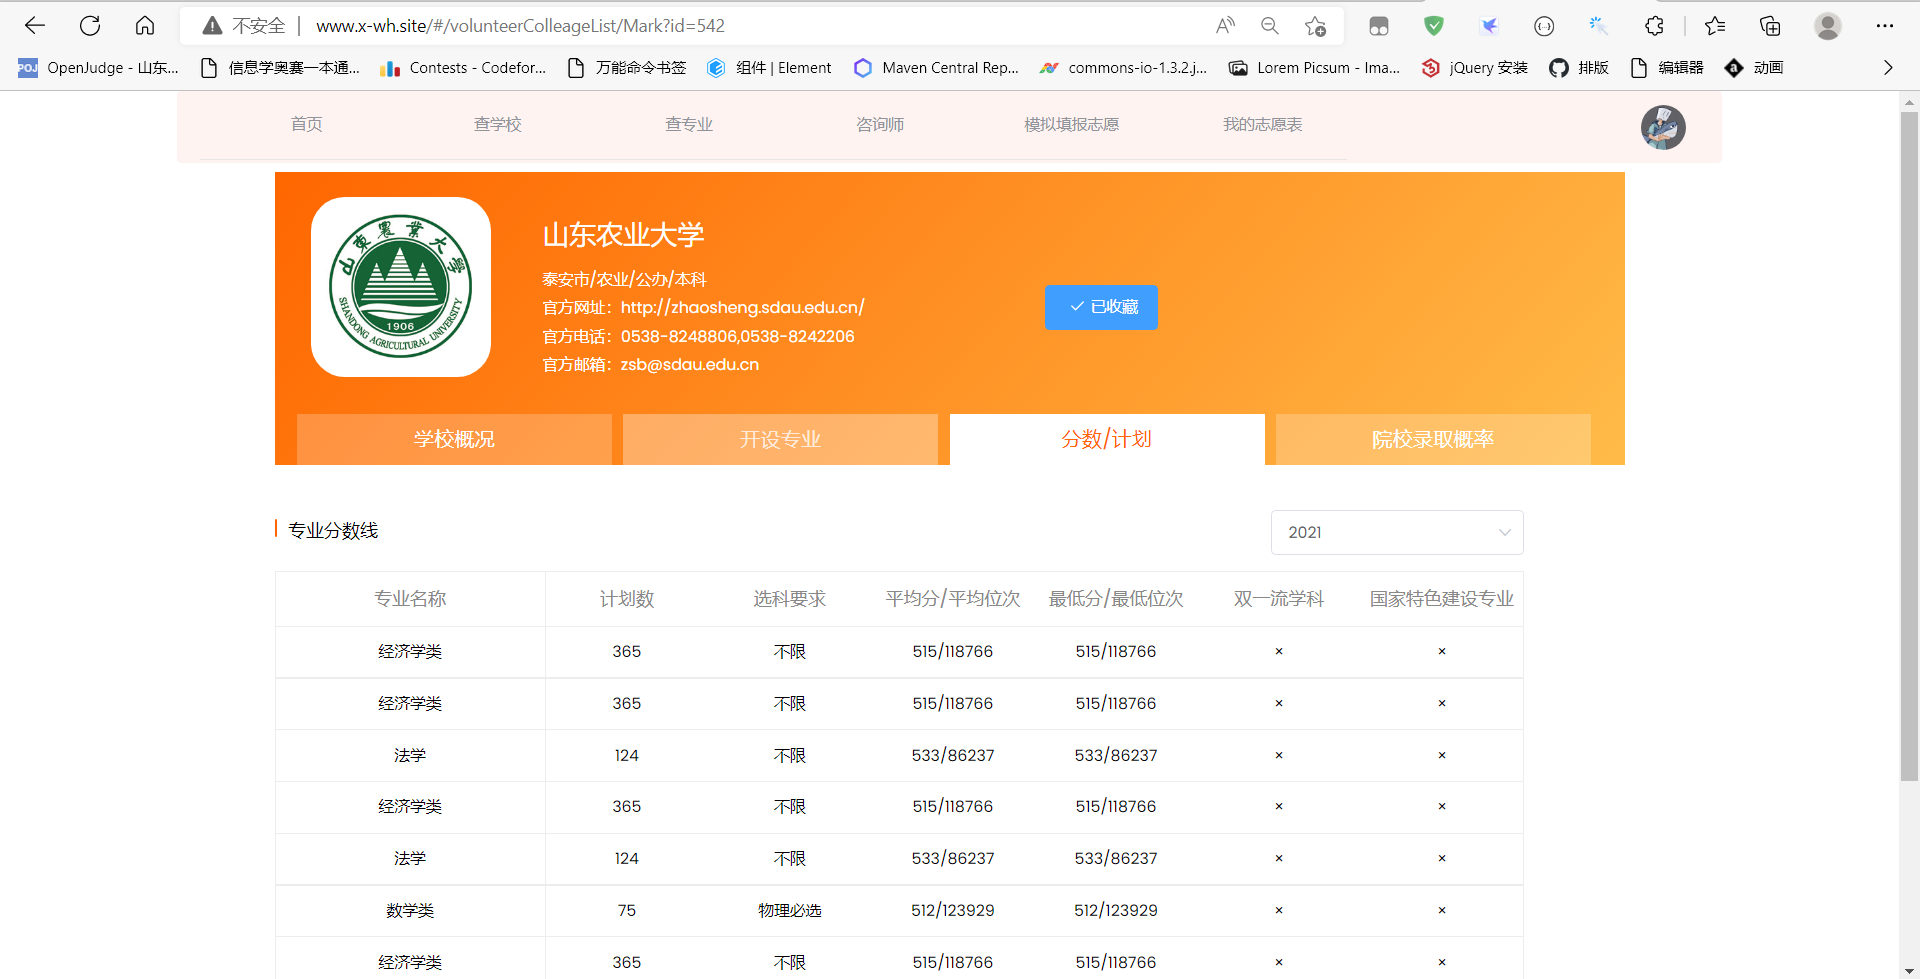 不安全 | www.x-wh.site/#/volunteerColleageList/Mark?id=542
OpenJudge - 山东... 信息学奥赛一本通... Contests - Codefor... 万能命令书签 组件 | Element Maven Central Rep... commons-io-1.3.2.j... Lorem Picsum - Ima... jQuery 安装 排版 编辑器 动画
首页 查学校 查专业 咨询师 模拟填报志愿 我的志愿表
山東農業大学
SHANDONG AGRICULTURAL UNIVERSITY
1906
山东农业大学
泰安市/农业/公办/本科
官方网址：http://zhaosheng.sdau.edu.cn/
官方电话：0538-8248806,0538-8242206
官方邮箱：zsb@sdau.edu.cn
已收藏
学校概况 开设专业 分数/计划 院校录取概率
专业分数线 2021
专业名称 计划数 选科要求 平均分/平均位次 最低分/最低位次 双一流学科 国家特色建设专业
经济学类 365 不限 515/118766 515/118766 × ×
经济学类 365 不限 515/118766 515/118766 × ×
法学 124 不限 533/86237 533/86237 × ×
经济学类 365 不限 515/118766 515/118766 × ×
法学 124 不限 533/86237 533/86237 × ×
数学类 75 物理必选 512/123929 512/123929 × ×
经济学类 365 不限 515/118766 515/118766 × ×